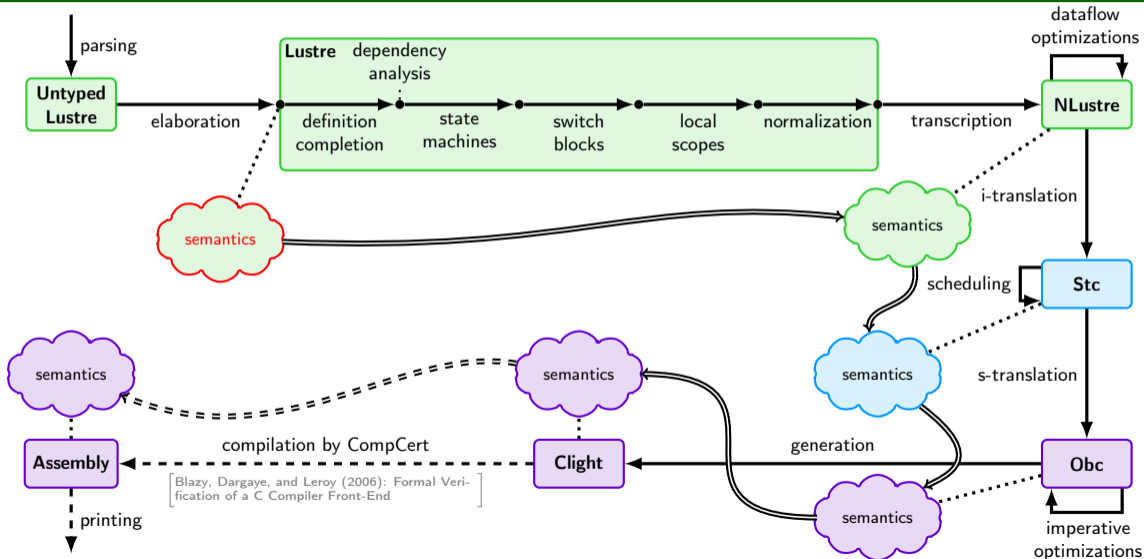 dataflow
optimizations
parsing
Lustre
dependency
analysis
Untyped
Lustre
elaboration
definition
completion
state
machines
switch
blocks
local
scopes
normalization
transcription
NLustre
semantics
semantics
i-translation
scheduling
Stc
semantics
semantics
semantics
s-translation
Assembly
compilation by CompCert
[Blazy, Dargaye, and Leroy (2006): Formal Veri-
fication of a C Compiler Front-End]
Clight
generation
Obc
semantics
printing
imperative
optimizations